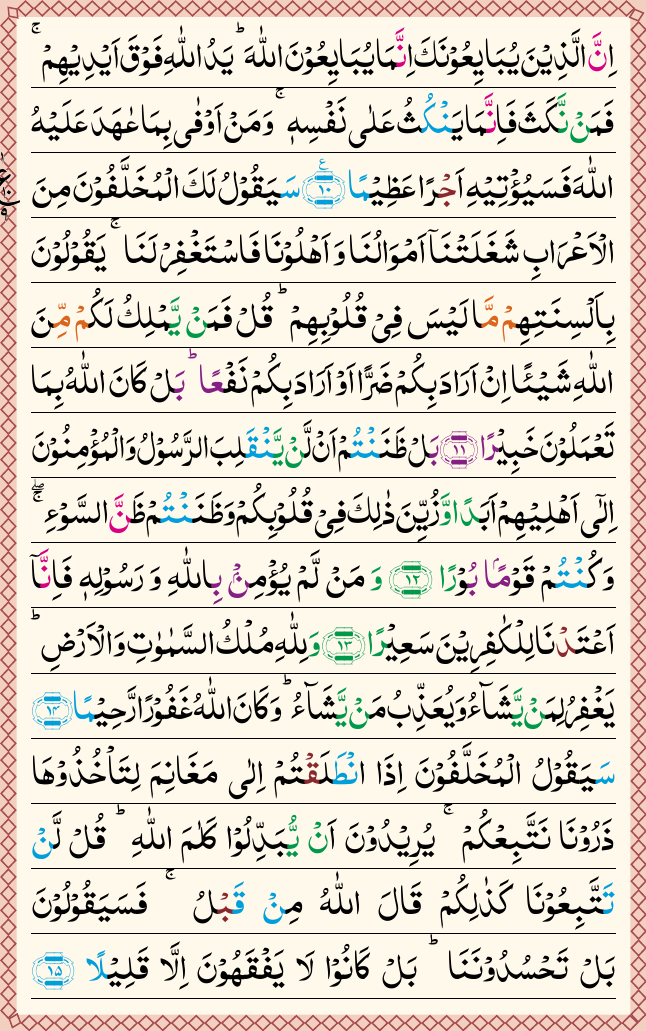 اِنَّ الَّذِيۡنَ يُبَايِعُوۡنَكَ اِنَّمَا يُبَايِعُوۡنَ اللّٰهَ ؕ يَدُ اللّٰهِ فَوۡقَ اَيۡدِيۡهِمۡ ۚ
فَمَنۡ نَّكَثَ فَاِنَّمَا يَنۡكُثُ عَلٰى نَفۡسِهٖ ۚ وَمَنۡ اَوۡفٰى بِمَا عٰهَدَ عَلَيۡهُ
اللّٰهَ فَسَيُؤۡتِيۡهِ اَجۡرًا عَظِيۡمًا ﴿۱۰﴾ سَيَقُوۡلُ لَكَ الۡمُخَلَّفُوۡنَ مِنَ
الۡاَعۡرَابِ شَغَلَتۡنَاۤ اَمۡوَالُنَا وَ اَهۡلُوۡنَا فَاسۡتَغۡفِرۡ لَنَا ۚ يَقُوۡلُوۡنَ
بِاَلۡسِنَتِهِمۡ مَّا لَيۡسَ فِىۡ قُلُوۡبِهِمۡ ؕ قُلۡ فَمَنۡ يَّمۡلِكُ لَكُمۡ مِّنَ
اللّٰهِ شَيۡــًٔا اِنۡ اَرَادَ بِكُمۡ ضَرًّا اَوۡ اَرَادَ بِكُمۡ نَفۡعًا ؕ بَلۡ كَانَ اللّٰهُ بِمَا
تَعۡمَلُوۡنَ خَبِيۡرًا ﴿۱۱﴾ بَلۡ ظَنَنۡتُمۡ اَنۡ لَّنۡ يَّنۡقَلِبَ الرَّسُوۡلُ وَالۡمُؤۡمِنُوۡنَ
اِلٰٓى اَهۡلِيۡهِمۡ اَبَدًا وَّزُيِّنَ ذٰ لِكَ فِىۡ قُلُوۡبِكُمۡ وَظَنَنۡتُمۡ ظَنَّ السَّوۡءِ ۖۚ
وَكُنۡتُمۡ قَوۡمًاۢ بُوۡرًا ﴿۱۲﴾ وَ مَنۡ لَّمۡ يُؤۡمِنۡۢ بِاللّٰهِ وَ رَسُوۡلِهٖ فَاِنَّاۤ
اَعۡتَدۡنَا لِلۡكٰفِرِيۡنَ سَعِيۡرًا ﴿۱۳﴾ وَلِلّٰهِ مُلۡكُ السَّمٰوٰتِ وَالۡاَرۡضِ ؕ
يَغۡفِرُ لِمَنۡ يَّشَآءُ وَيُعَذِّبُ مَنۡ يَّشَآءُ ؕ وَكَانَ اللّٰهُ غَفُوۡرًا رَّحِيۡمًا ﴿۱۴﴾
سَيَقُوۡلُ الۡمُخَلَّفُوۡنَ اِذَا انْطَلَقۡتُمۡ اِلٰى مَغَانِمَ لِتَاۡخُذُوۡهَا
ذَرُوۡنَا نَتَّبِعۡكُمۡ ۚ يُرِيۡدُوۡنَ اَنۡ يُّبَدِّلُوۡا كَلٰمَ اللّٰهِ ؕ قُلْ لَّنۡ
تَتَّبِعُوۡنَا كَذٰلِكُمۡ قَالَ اللّٰهُ مِنۡ قَبۡلُ ۚ فَسَيَقُوۡلُوۡنَ
بَلۡ تَحۡسُدُوۡنَنَا ؕ بَلۡ كَانُوۡا لَا يَفۡقَهُوۡنَ اِلَّا قَلِيۡلًا ﴿۱۵﴾